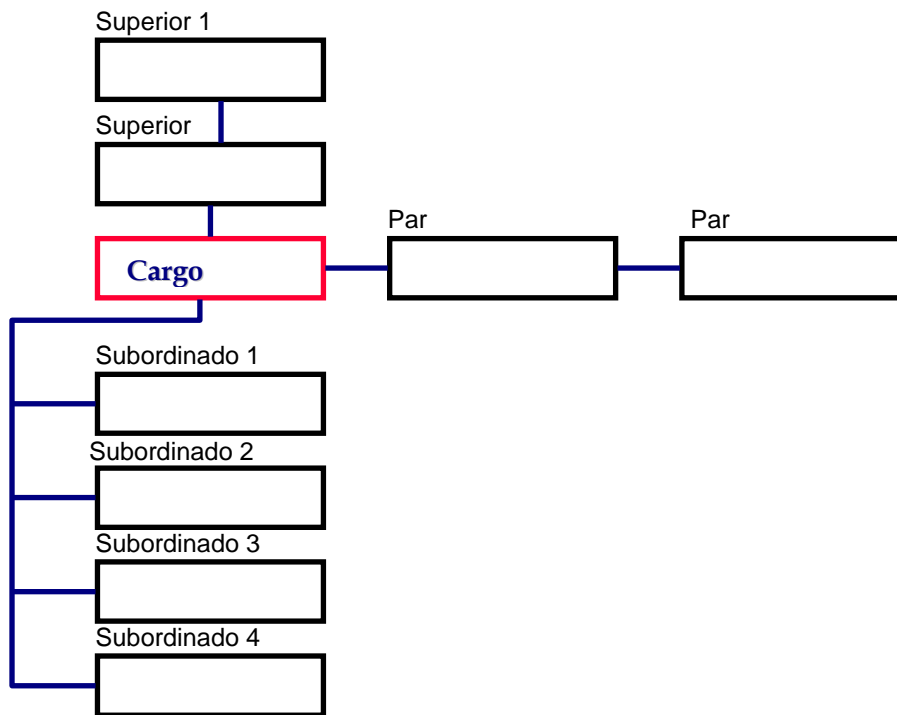 Superior 1
Superior
Par
Par
Cargo
Subordinado 1
Subordinado 2
Subordinado 3
Subordinado 4